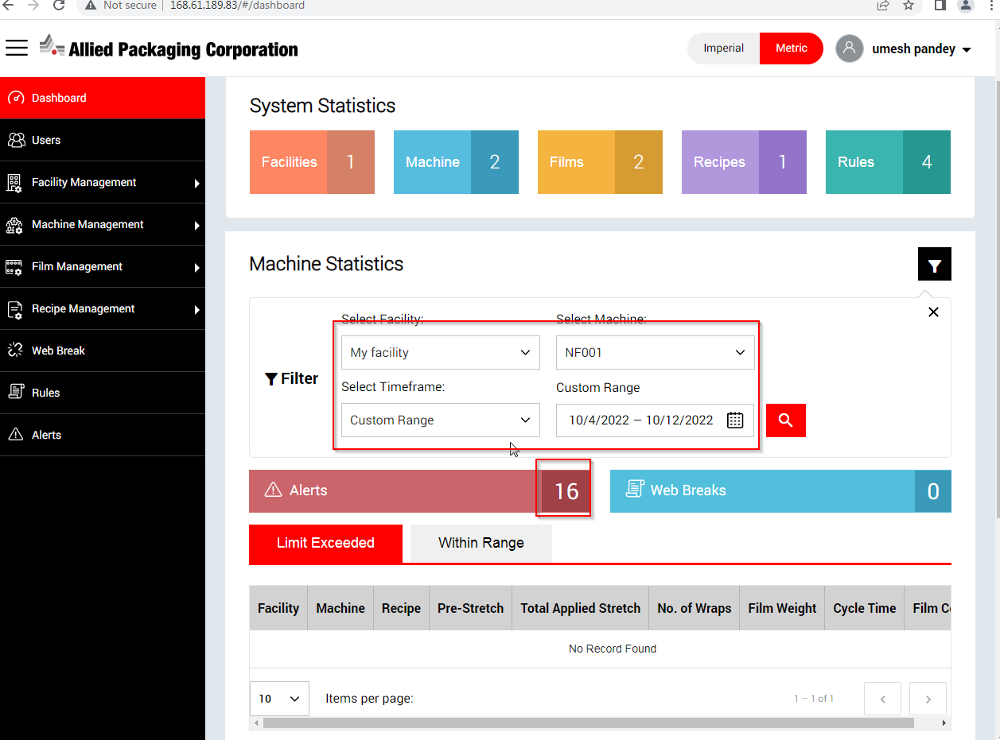 Not secure
168.61.189.83/#/dashboard
Allied Packaging Corporation
Imperial
Metric
umesh pandey
Dashboard
Users
Facility Management
Machine Management
Film Management
Recipe Management
Web Break
Rules
Alerts
System Statistics
Facilities 1
Machine 2
Films 2
Recipes 1
Rules 4
Machine Statistics
Filter
Select Facility:
My facility
Select Machine:
NF001
Select Timeframe:
Custom Range
Custom Range
10/4/2022 – 10/12/2022
Alerts 16
Web Breaks 0
Limit Exceeded
Within Range
Facility Machine Recipe Pre-Stretch Total Applied Stretch No. of Wraps Film Weight Cycle Time Film
No Record Found
10
Items per page:
1 – 1 of 1